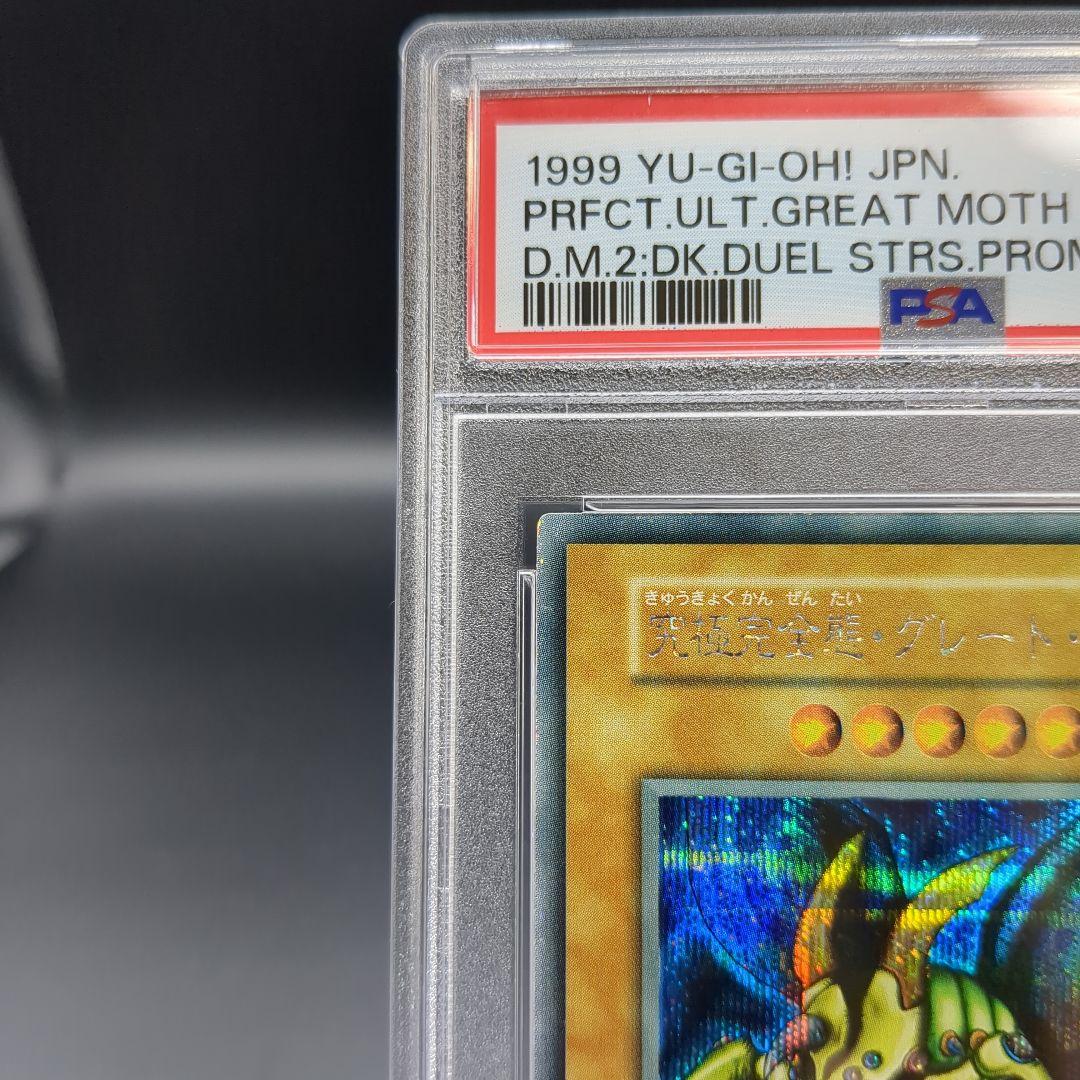 1999 YU-GI-OH! JPN.
PRFCT.ULT.GREAT MOTH
D.M.2:DK.DUEL STRS.PROM
PSA
きゅうきょくかん ぜん たい
究極完全態・グレート・